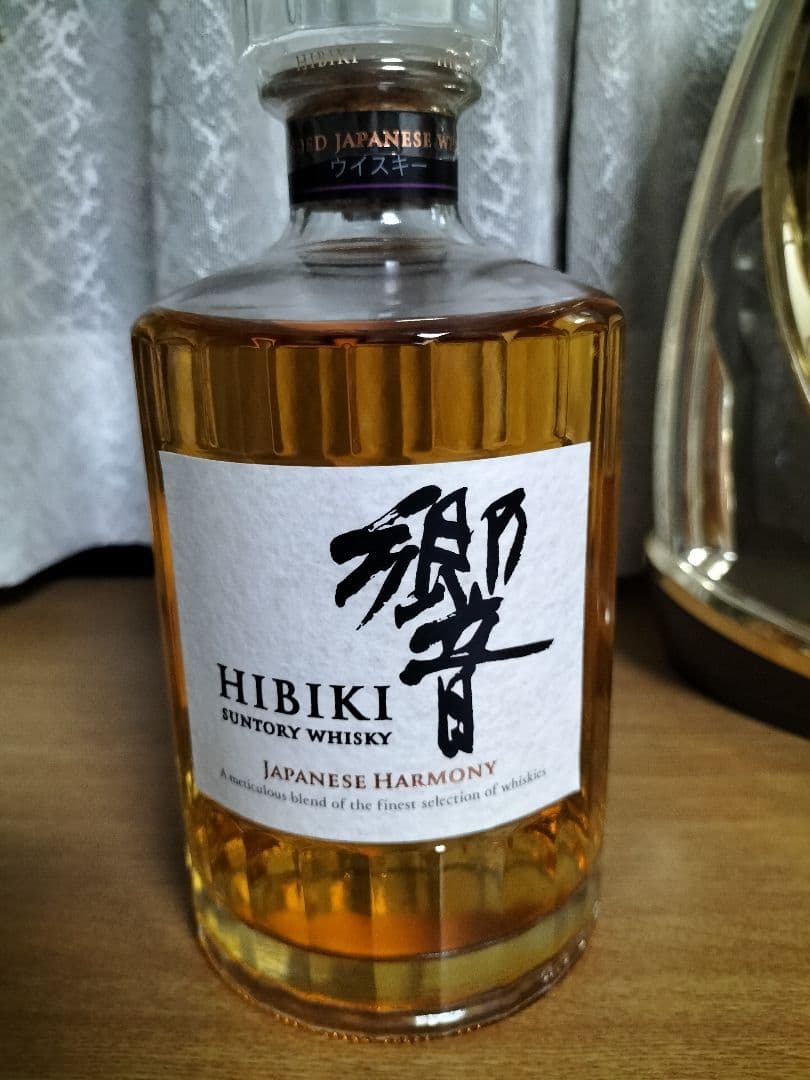 HIBIKI
JAPANESE
ウイスキー
響
HIBIKI
SUNTORY WHISKY
JAPANESE HARMONY
A meticulous blend of the finest selection of whiskies